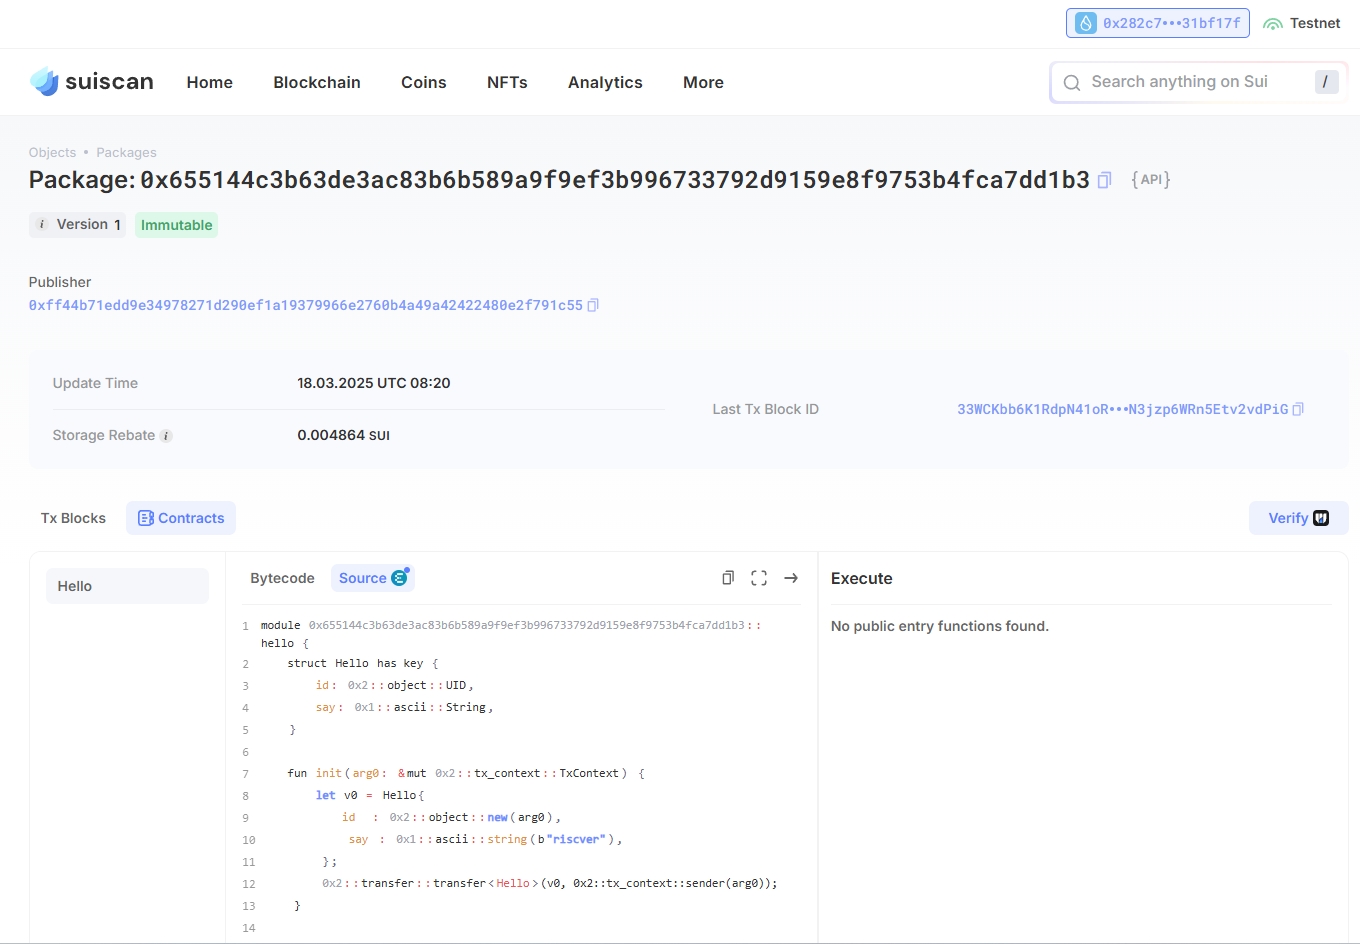 0x282c7•••31bf17f
Testnet
suiscan
Home
Blockchain
Coins
NFTs
Analytics
More
Search anything on Sui
/
Objects • Packages
Package: 0x655144c3b63de3ac83b6b589a9f9ef3b996733792d9159e8f9753b4fca7dd1b3
{API}
i Version 1
Immutable
Publisher
0xff44b71edd9e34978271d290ef1a19379966e2760b4a49a42422480e2f791c55
Update Time
18.03.2025 UTC 08:20
Storage Rebate i
0.004864 SUI
Last Tx Block ID
33WCKbb6K1RdpN41oR•••N3jzp6WRn5Etv2vdPiG
Tx Blocks
Contracts
Verify
Hello
Bytecode
Source
1 module 0x655144c3b63de3ac83b6b589a9f9ef3b996733792d9159e8f9753b4fca7dd1b3::
hello {
2 struct Hello has key {
3 id: 0x2::object::UID,
4 say: 0x1::ascii::String,
5 }
6
7 fun init(arg0: &mut 0x2::tx_context::TxContext) {
8 let v0 = Hello{
9 id : 0x2::object::new(arg0),
10 say : 0x1::ascii::string(b"riscver"),
11 };
12 0x2::transfer::transfer<Hello>(v0, 0x2::tx_context::sender(arg0));
13 }
14
Execute
No public entry functions found.